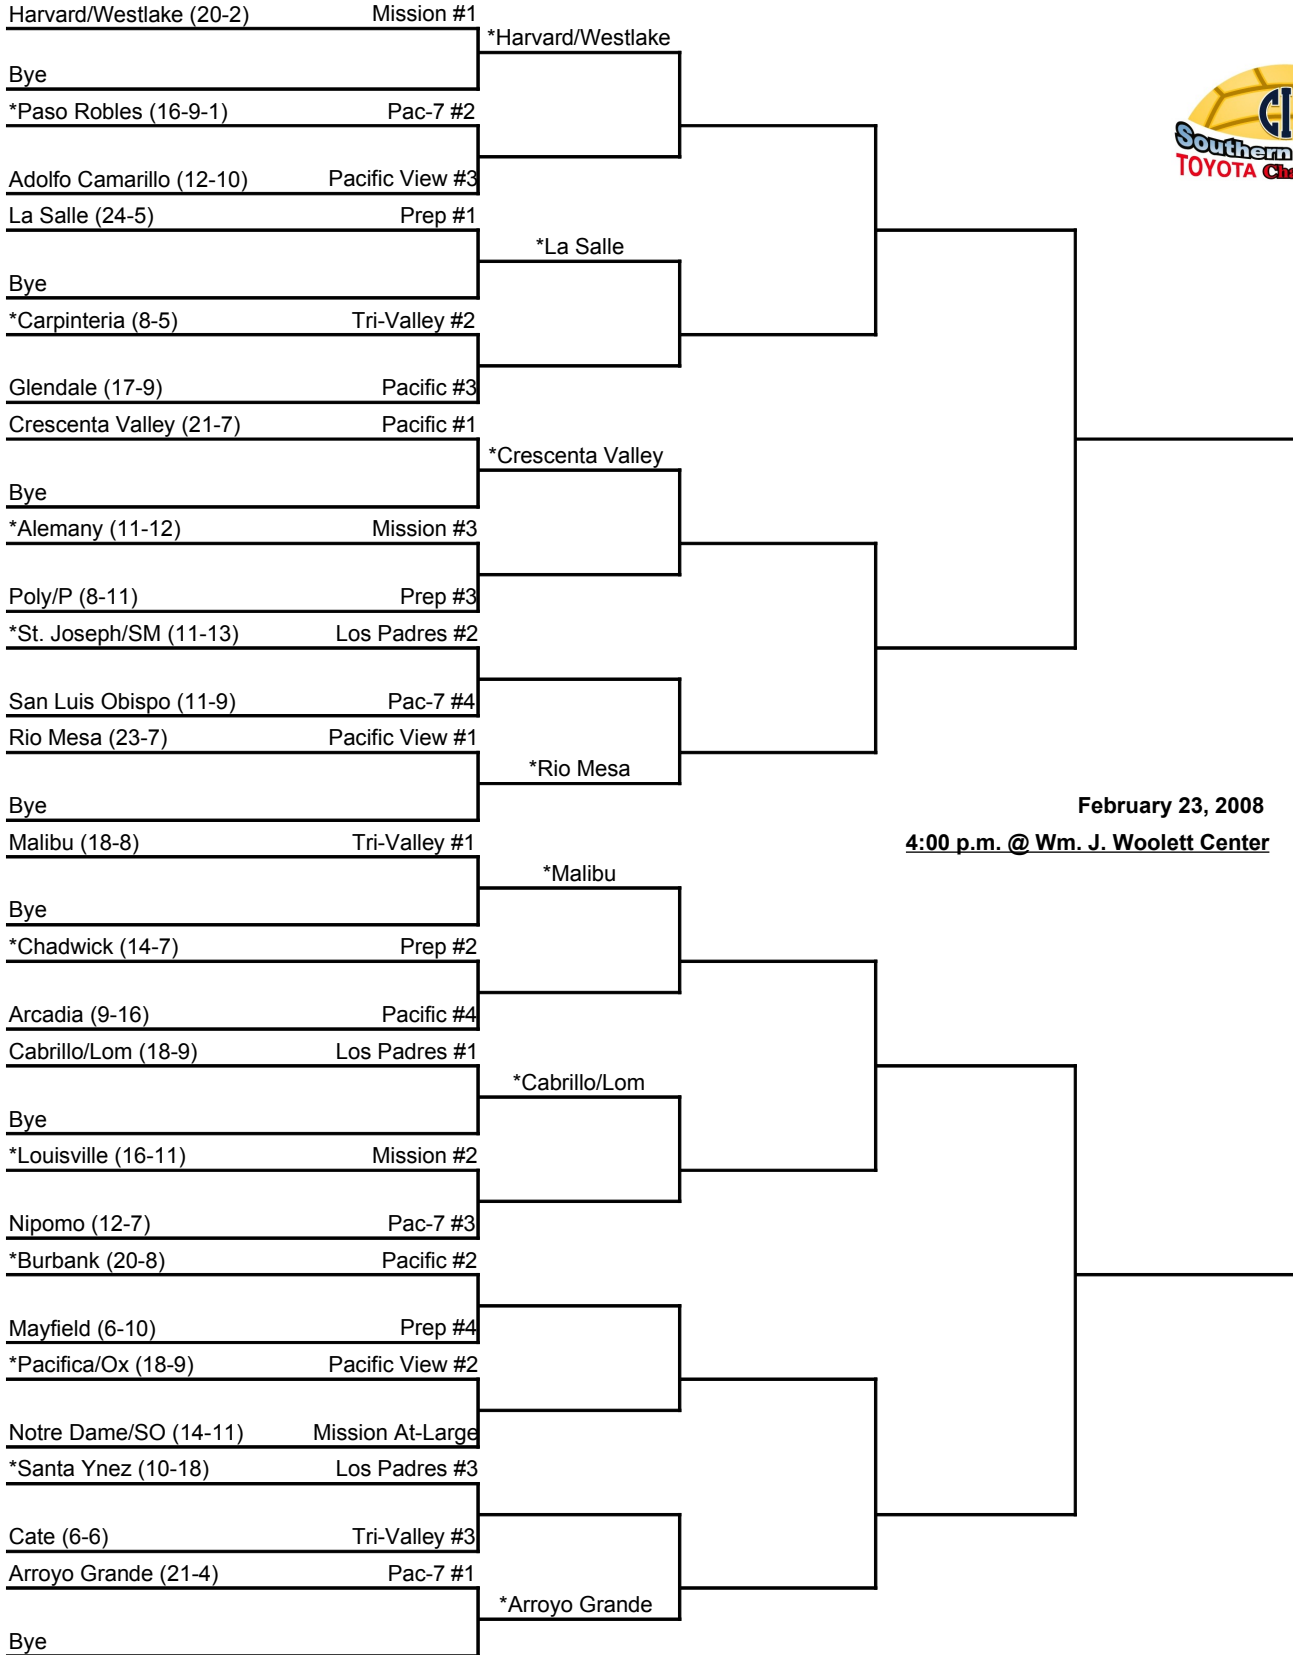 Harvard/Westlake (20-2) Mission #1
*Harvard/Westlake
Bye
*Paso Robles (16-9-1) Pac-7 #2
Adolfo Camarillo (12-10) Pacific View #3
La Salle (24-5) Prep #1
*La Salle
Bye
*Carpinteria (8-5) Tri-Valley #2
Glendale (17-9) Pacific #3
Crescenta Valley (21-7) Pacific #1
*Crescenta Valley
Bye
*Alemany (11-12) Mission #3
Poly/P (8-11) Prep #3
*St. Joseph/SM (11-13) Los Padres #2
San Luis Obispo (11-9) Pac-7 #4
Rio Mesa (23-7) Pacific View #1
*Rio Mesa
Bye
Malibu (18-8) Tri-Valley #1
*Malibu
Bye
*Chadwick (14-7) Prep #2
Arcadia (9-16) Pacific #4
Cabrillo/Lom (18-9) Los Padres #1
*Cabrillo/Lom
Bye
*Louisville (16-11) Mission #2
Nipomo (12-7) Pac-7 #3
*Burbank (20-8) Pacific #2
Mayfield (6-10) Prep #4
*Pacifica/Ox (18-9) Pacific View #2
Notre Dame/SO (14-11) Mission At-Large
*Santa Ynez (10-18) Los Padres #3
Cate (6-6) Tri-Valley #3
Arroyo Grande (21-4) Pac-7 #1
*Arroyo Grande
Bye
CI
Southern
TOYOTA Cha
February 23, 2008
4:00 p.m. @ Wm. J. Woolett Center